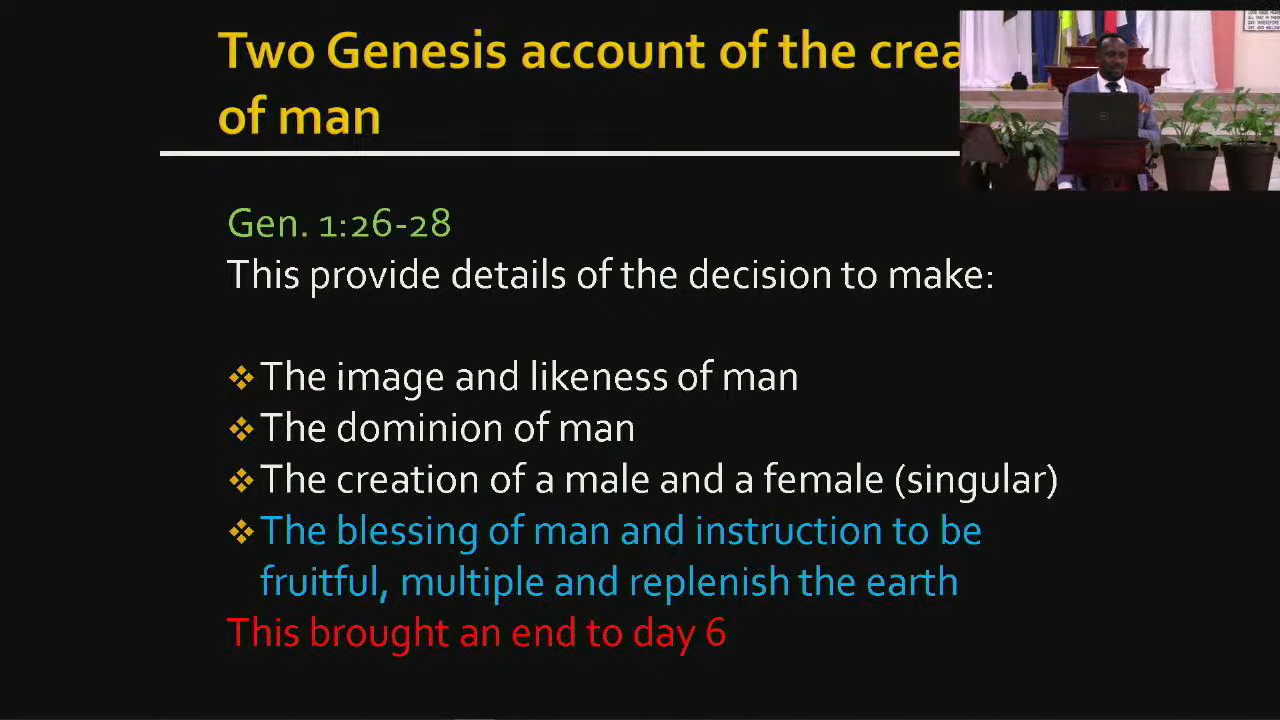 Two Genesis account of the crea
of man
Gen. 1:26-28
This provide details of the decision to make:
❖ The image and likeness of man
❖ The dominion of man
❖ The creation of a male and a female (singular)
❖ The blessing of man and instruction to be
fruitful, multiple and replenish the earth
This brought an end to day 6